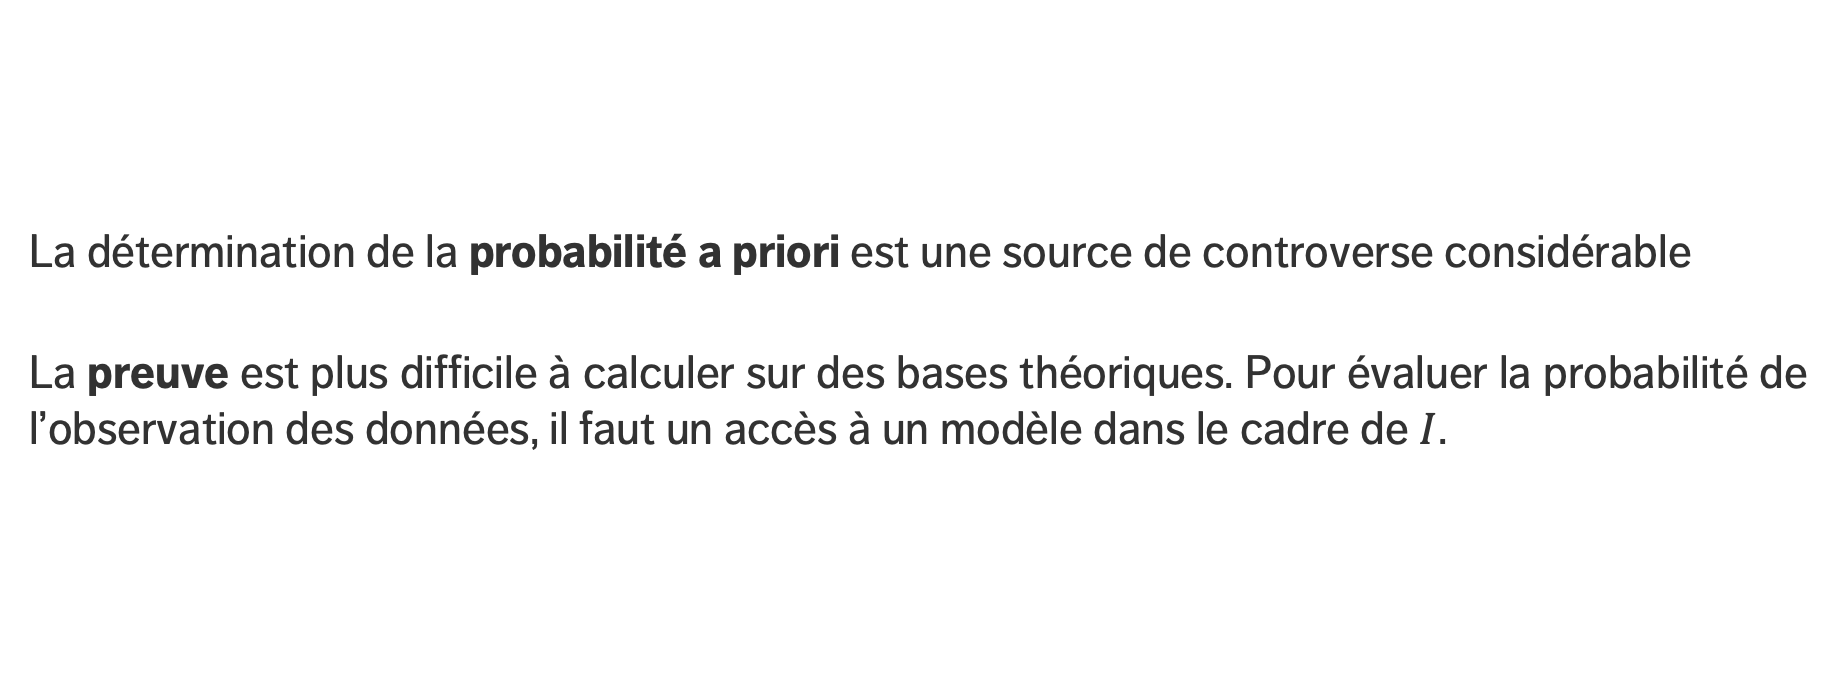 La détermination de la probabilité a priori est une source de controverse considérable
La preuve est plus difficile à calculer sur des bases théoriques. Pour évaluer la probabilité de
l’observation des données, il faut un accès à un modèle dans le cadre de I.